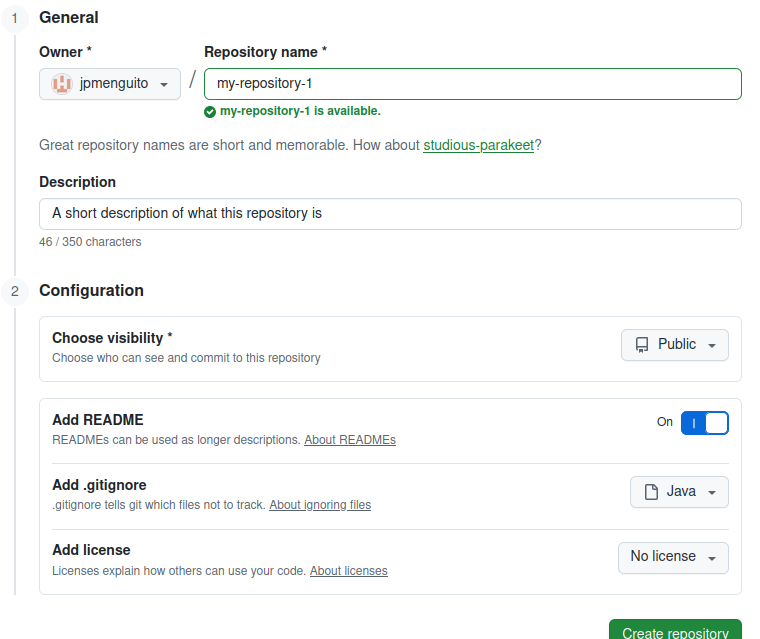 1 General
Owner * Repository name *
jpmenguito / my-repository-1
my-repository-1 is available.
Great repository names are short and memorable. How about studious-parakeet?
Description
A short description of what this repository is
46 / 350 characters
2 Configuration
Choose visibility *
Choose who can see and commit to this repository
Public
Add README
READMEs can be used as longer descriptions. About READMEs
On
Add .gitignore
.gitignore tells git which files not to track. About ignoring files
Java
Add license
Licenses explain how others can use your code. About licenses
No license
Create repository